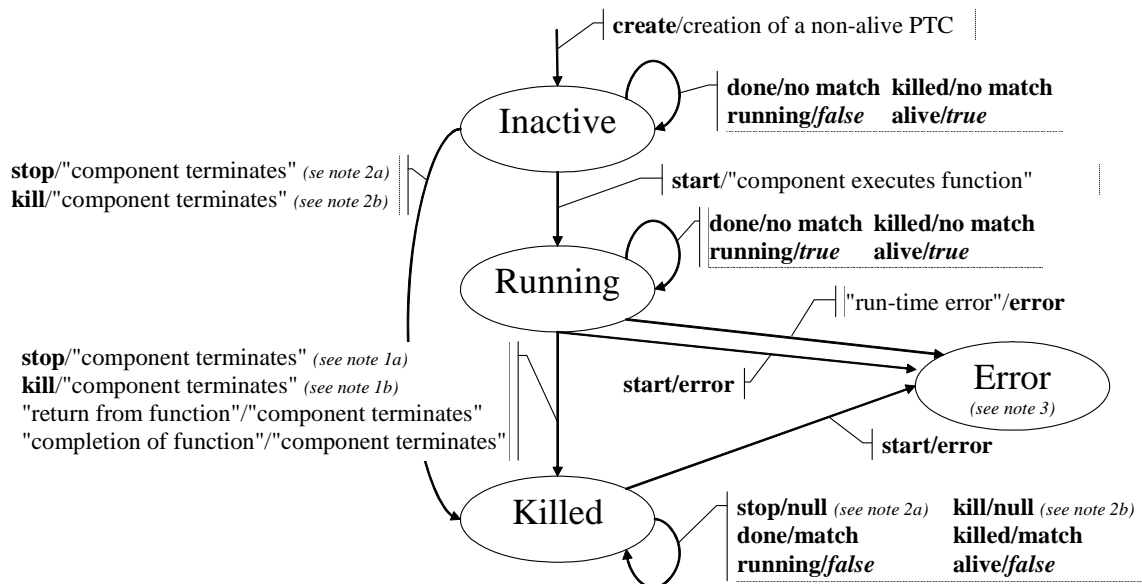 create/creation of a non-alive PTC
done/no match killed/no match
running/false alive/true
Inactive
stop/"component terminates" (se note 2a)
kill/"component terminates" (see note 2b)
start/"component executes function"
done/no match killed/no match
running/true alive/true
Running
"run-time error"/error
stop/"component terminates" (see note 1a)
kill/"component terminates" (see note 1b)
"return from function"/"component terminates"
"completion of function"/"component terminates"
start/error
Error
(see note 3)
start/error
Killed
stop/null (see note 2a) kill/null (see note 2b)
done/match killed/match
running/false alive/false